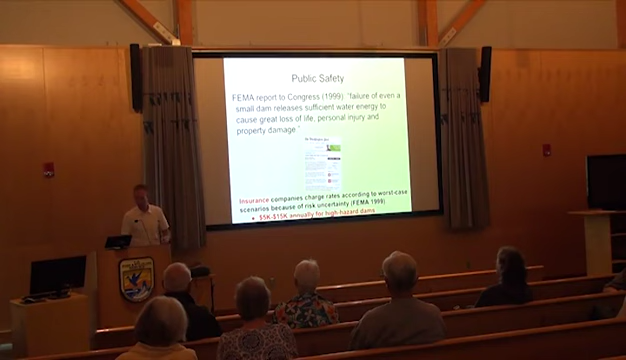 Public Safety
FEMA report to Congress (1999) "failure of even a
small dam releases sufficient water energy to
cause great loss of life, personal injury and
property damage."
Insurance companies charge rates according to worst-case
scenarios because of risk uncertainty (FEMA 1999)
• $5K-$15K annually for high-hazard dams